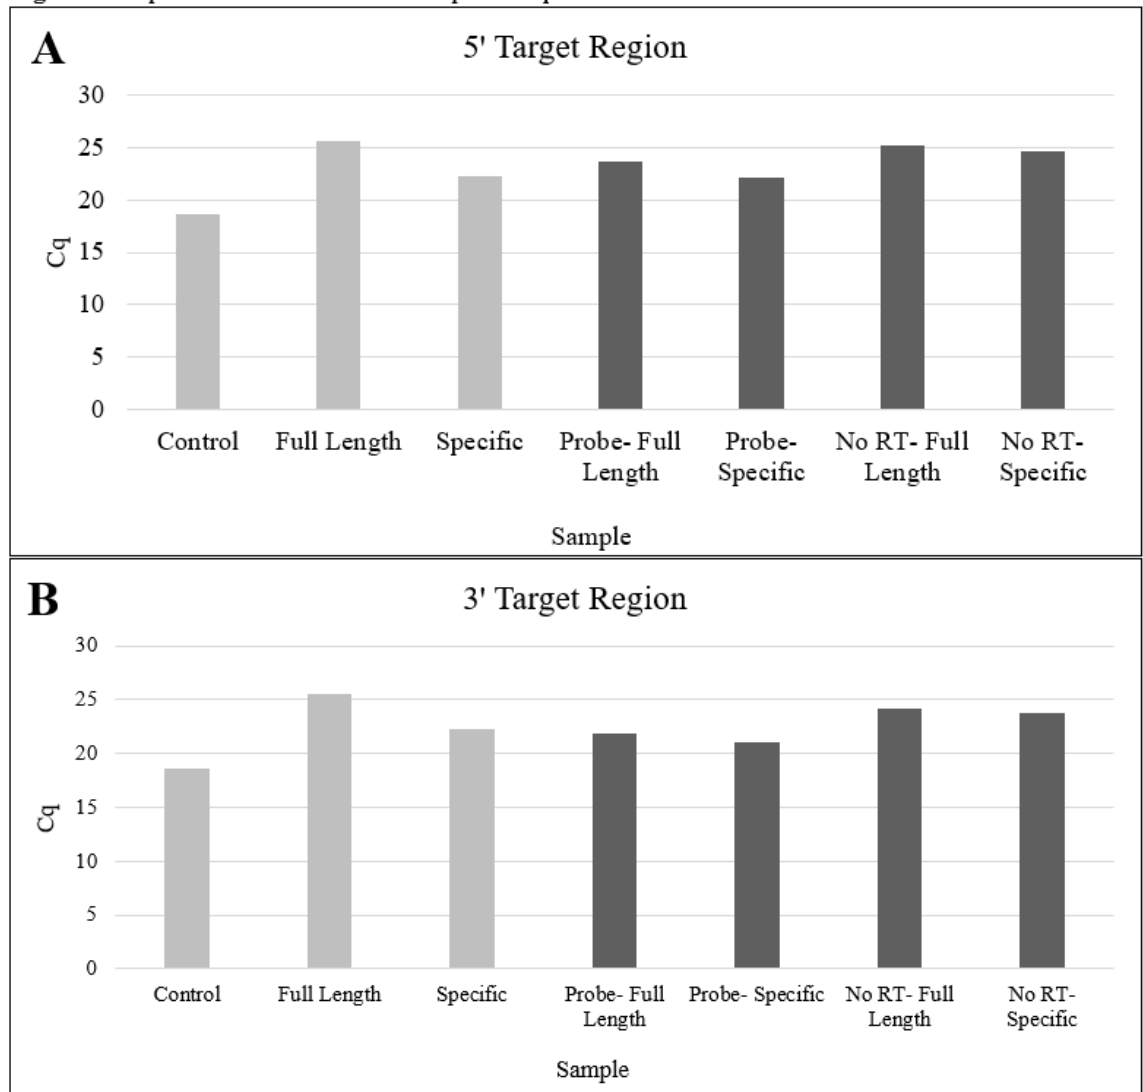 A
5' Target Region
30
25
20
15
10
5
0
Cq
Control
Full Length
Specific
Probe- Full
Length
Probe-
Specific
No RT- Full
Length
No RT-
Specific
Sample
B
3' Target Region
30
25
20
15
10
5
0
Cq
Control
Full Length
Specific
Probe- Full
Length
Probe- Specific
No RT- Full
Length
No RT-
Specific
Sample